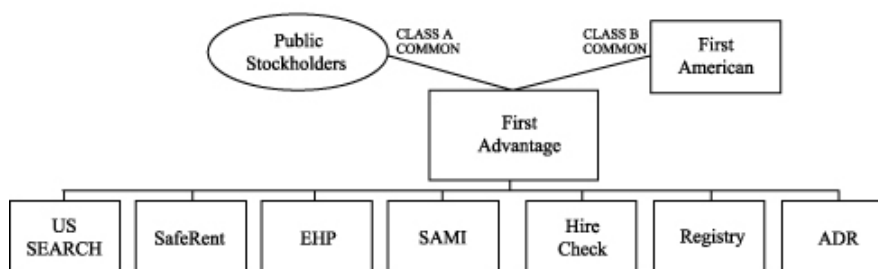 Public
Stockholders
CLASS A
COMMON
CLASS B
COMMON
First
American
First
Advantage
US
SEARCH
SafeRent
EHP
SAMI
Hire
Check
Registry
ADR